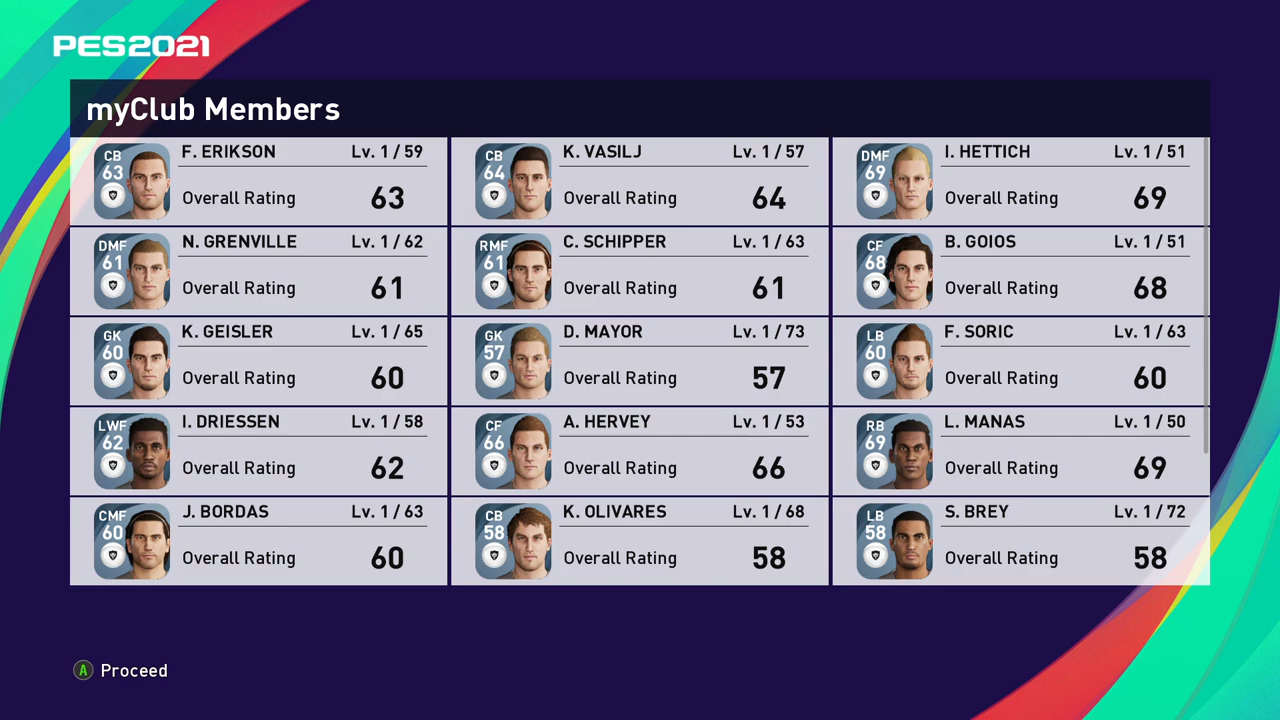 PES2021
myClub Members
CB 63 F. ERIKSON Lv. 1 / 59
Overall Rating 63
CB 64 K. VASILJ Lv. 1 / 57
Overall Rating 64
DMF 69 I. HETTICH Lv. 1 / 51
Overall Rating 69
DMF 61 N. GRENVILLE Lv. 1 / 62
Overall Rating 61
RMF 61 C. SCHIPPER Lv. 1 / 63
Overall Rating 61
CF 68 B. GOIOS Lv. 1 / 51
Overall Rating 68
GK 60 K. GEISLER Lv. 1 / 65
Overall Rating 60
GK 57 D. MAYOR Lv. 1 / 73
Overall Rating 57
LB 60 F. SORIC Lv. 1 / 63
Overall Rating 60
LWF 62 I. DRIESSEN Lv. 1 / 58
Overall Rating 62
CF 66 A. HERVEY Lv. 1 / 53
Overall Rating 66
RB 69 L. MANAS Lv. 1 / 50
Overall Rating 69
CMF 60 J. BORDAS Lv. 1 / 63
Overall Rating 60
CB 58 K. OLIVARES Lv. 1 / 68
Overall Rating 58
LB 58 S. BREY Lv. 1 / 72
Overall Rating 58
A Proceed